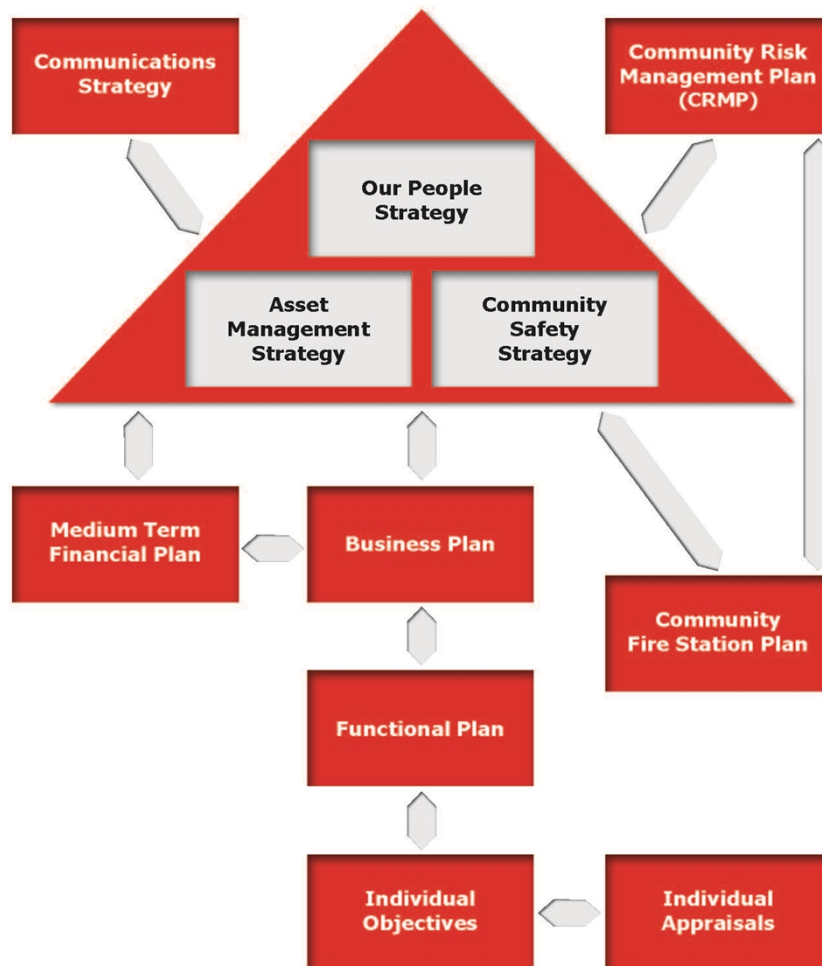 Communications
Strategy
Community Risk
Management Plan
(CRMP)
Our People
Strategy
Asset
Management
Strategy
Community
Safety
Strategy
Medium Term
Financial Plan
Business Plan
Community
Fire Station Plan
Functional Plan
Individual
Objectives
Individual
Appraisals